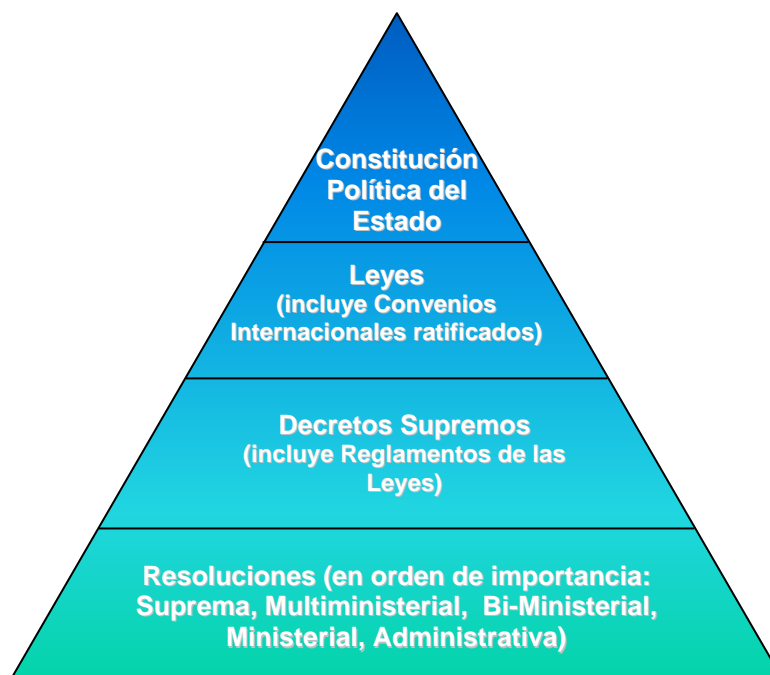 Constitución
Política del
Estado
Leyes
(incluye Convenios
Internacionales ratificados)
Decretos Supremos
(incluye Reglamentos de las
Leyes)
Resoluciones (en orden de importancia:
Suprema, Multiministerial, Bi-Ministerial,
Ministerial, Administrativa)